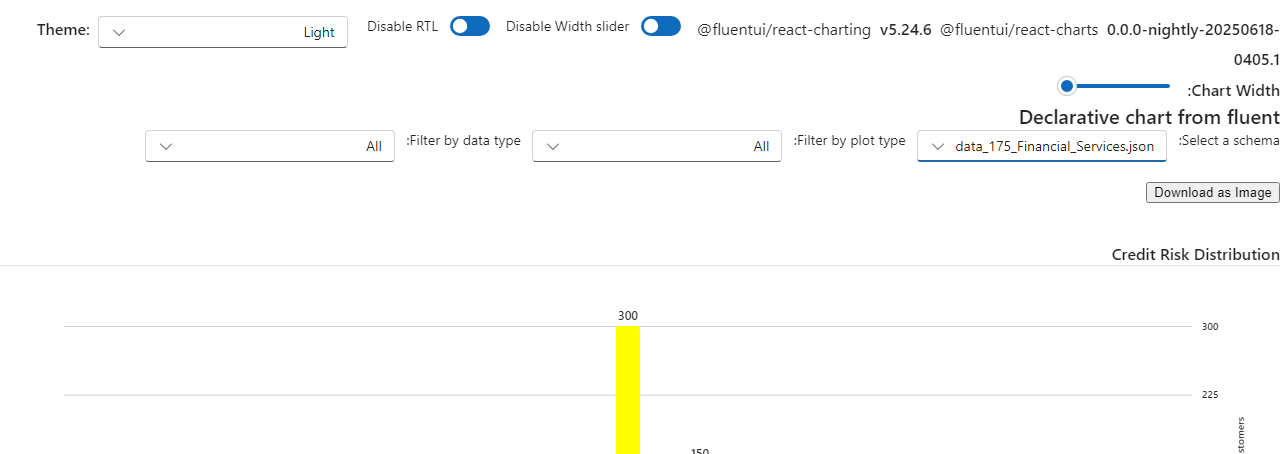 Theme: Light Disable RTL Disable Width slider @fluentui/react-charting v5.24.6 @fluentui/react-charts 0.0.0-nightly-20250618-
0405.1
:Chart Width
Declarative chart from fluent
:Select a schema data_175_Financial_Services.json :Filter by plot type All :Filter by data type All
Download as Image
Credit Risk Distribution
300
300
225
150